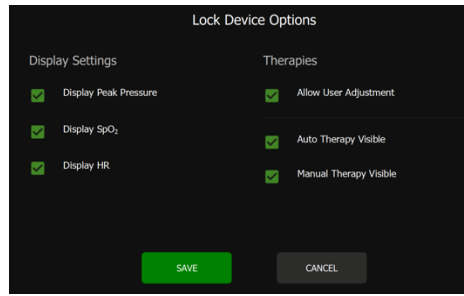 Lock Device Options
Display Settings
Display Peak Pressure
Display SpO₂
Display HR
Therapies
Allow User Adjustment
Auto Therapy Visible
Manual Therapy Visible
SAVE
CANCEL